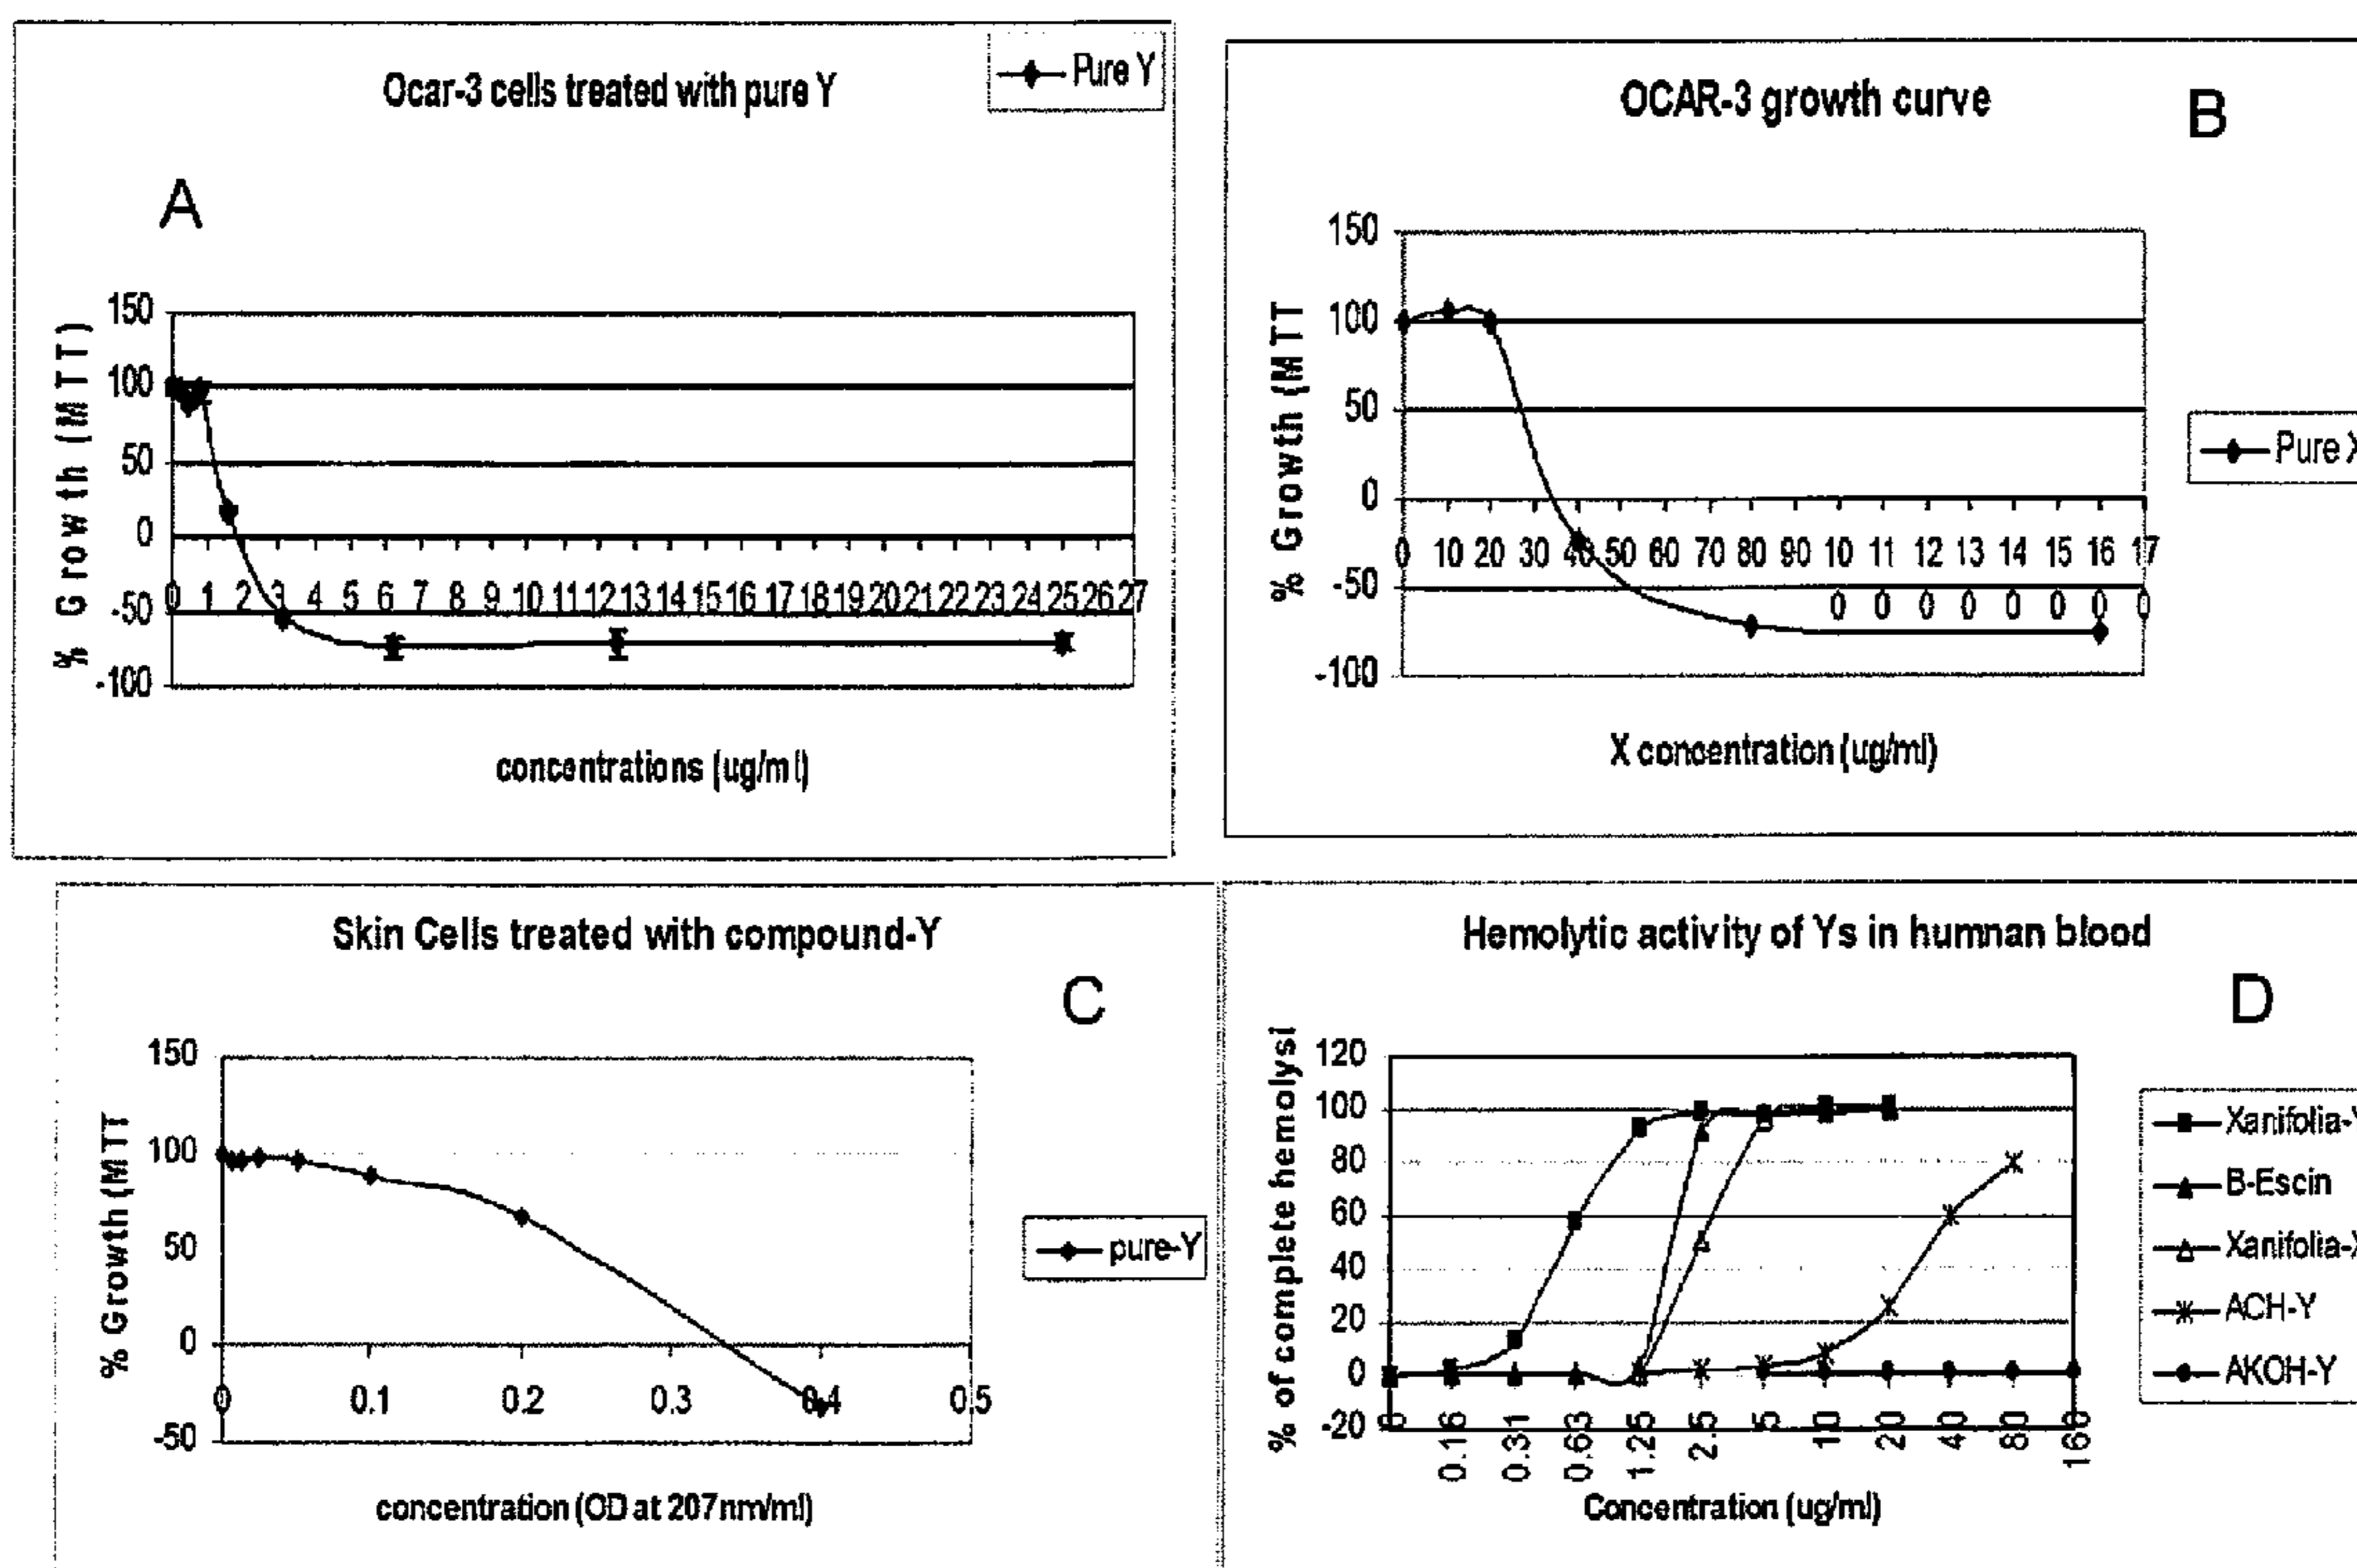 Ocar-3 cells treated with pure Y
Pure Y
A
% Growth (MTT)
150
100
50
0
-50
-100
0 1 2 3 4 5 6 7 8 9 10 11 12 13 14 15 16 17 18 19 20 21 22 23 24 25 26 27
concentrations (ug/ml)
OCAR-3 growth curve
B
% Growth (MTT
150
100
50
0
-50
-100
0 10 20 30 40 50 60 70 80 90 10 11 12 13 14 15 16 17
0 0 0 0 0 0 0 0
Pure X
X concentration (ug/ml)
Skin Cells treated with compound-Y
C
% Growth (MTT
150
100
50
0
-50
0 0.1 0.2 0.3 0.4 0.5
pure-Y
concentration (OD at 207nm/ml)
Hemolytic activity of Ys in humnan blood
D
% of complete hemolysi
120
100
80
60
40
20
0
-20
0 0.16 0.31 0.63 1.25 2.5 5 10 20 40 80 160
Xanifolia-Y
B-Escin
Xanifolia-X
ACH-Y
AKOH-Y
Concentration (ug/ml)